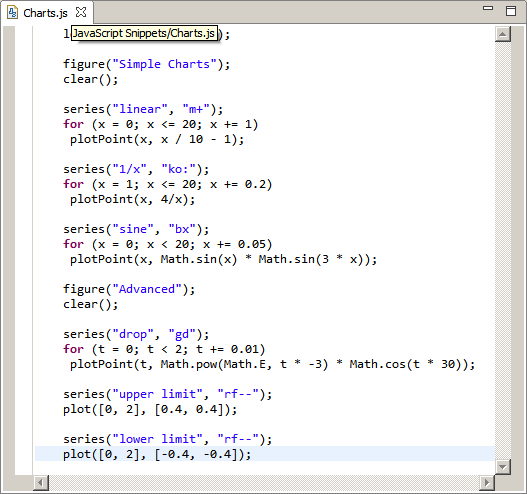 Charts.js
JavaScript Snippets/Charts.js
);
figure("Simple Charts");
clear();
series("linear", "m+");
for (x = 0; x <= 20; x += 1)
plotPoint(x, x / 10 - 1);
series("1/x", "ko:");
for (x = 1; x <= 20; x += 0.2)
plotPoint(x, 4/x);
series("sine", "bx");
for (x = 0; x < 20; x += 0.05)
plotPoint(x, Math.sin(x) * Math.sin(3 * x));
figure("Advanced");
clear();
series("drop", "gd");
for (t = 0; t < 2; t += 0.01)
plotPoint(t, Math.pow(Math.E, t * -3) * Math.cos(t * 30));
series("upper limit", "rf--");
plot([0, 2], [0.4, 0.4]);
series("lower limit", "rf--");
plot([0, 2], [-0.4, -0.4]);